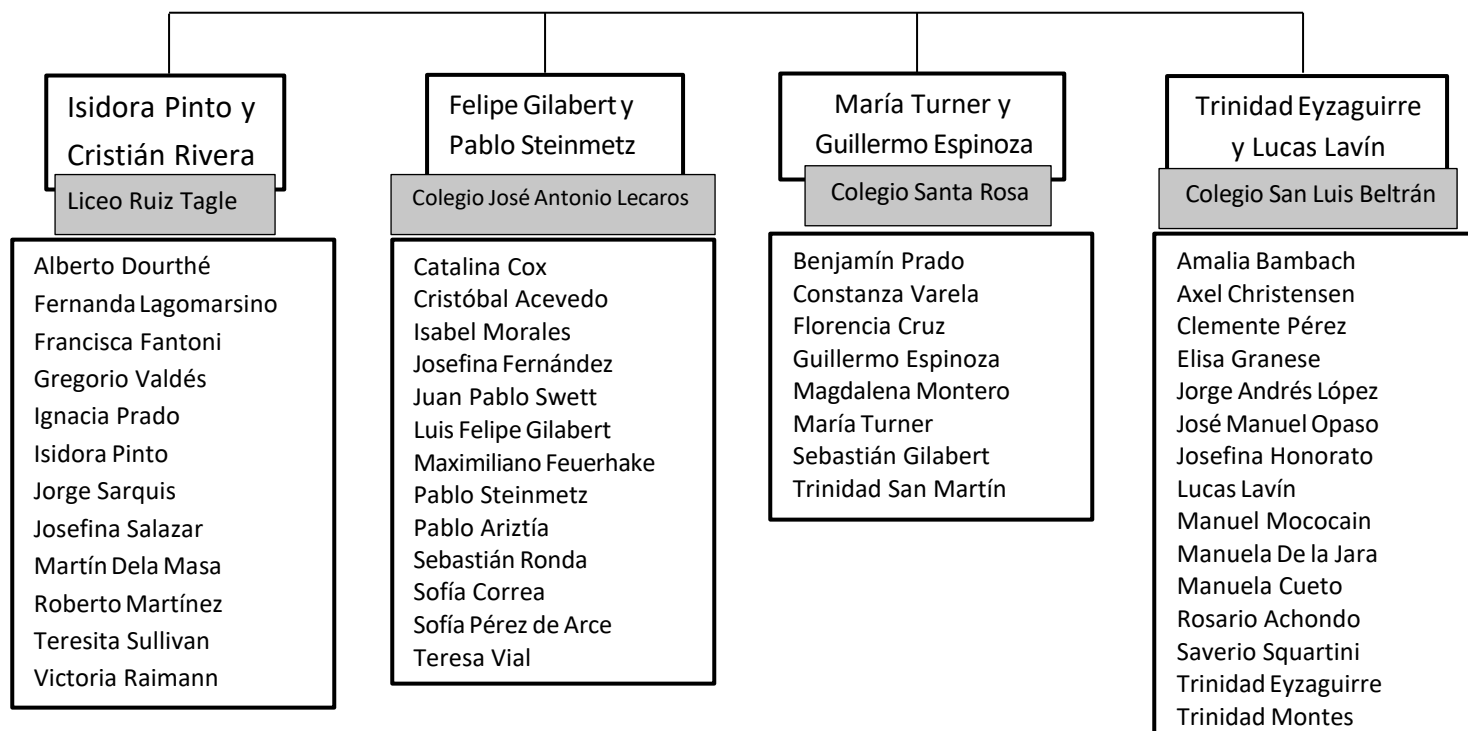 Isidora Pinto y
Cristián Rivera
Liceo Ruiz Tagle
Alberto Dourthé
Fernanda Lagomarsino
Francisca Fantoni
Gregorio Valdés
Ignacia Prado
Isidora Pinto
Jorge Sarquis
Josefina Salazar
Martín Dela Masa
Roberto Martínez
Teresita Sullivan
Victoria Raimann
Felipe Gilabert y
Pablo Steinmetz
Colegio José Antonio Lecaros
Catalina Cox
Cristóbal Acevedo
Isabel Morales
Josefina Fernández
Juan Pablo Swett
Luis Felipe Gilabert
Maximiliano Feuerhake
Pablo Steinmetz
Pablo Ariztía
Sebastián Ronda
Sofía Correa
Sofía Pérez de Arce
Teresa Vial
María Turner y
Guillermo Espinoza
Colegio Santa Rosa
Benjamín Prado
Constanza Varela
Florencia Cruz
Guillermo Espinoza
Magdalena Montero
María Turner
Sebastián Gilabert
Trinidad San Martín
Trinidad Eyzaguirre
y Lucas Lavín
Colegio San Luis Beltrán
Amalia Bambach
Axel Christensen
Clemente Pérez
Elisa Granese
Jorge Andrés López
José Manuel Opaso
Josefina Honorato
Lucas Lavín
Manuel Mococain
Manuela De la Jara
Manuela Cueto
Rosario Achondo
Saverio Squartini
Trinidad Eyzaguirre
Trinidad Montes